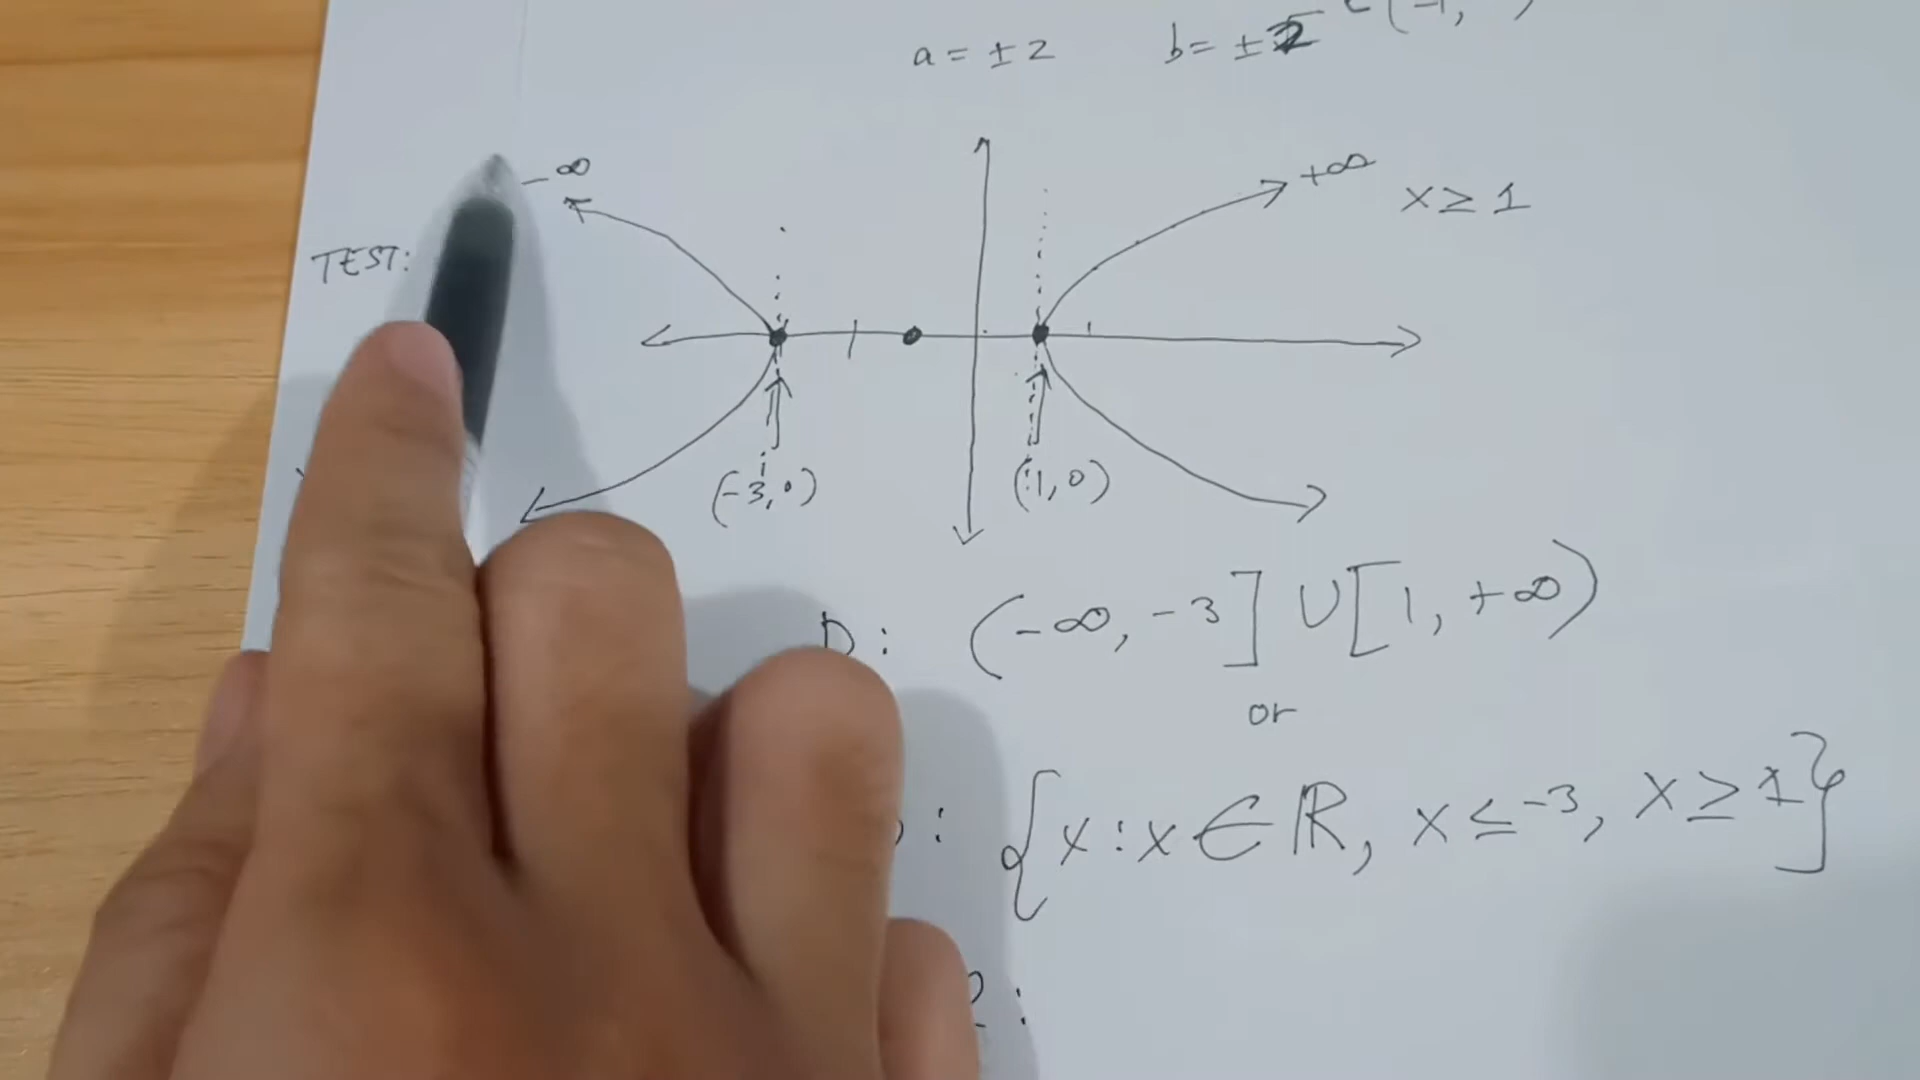 a = ± 2 b = ± 2
-∞ +∞ x ≥ 1
TEST:
(-3, 0) (1, 0)
D: (-∞, -3] ∪ [1, +∞)
or
: {x : x ∈ ℝ, x ≤ -3, x ≥ 1}
: